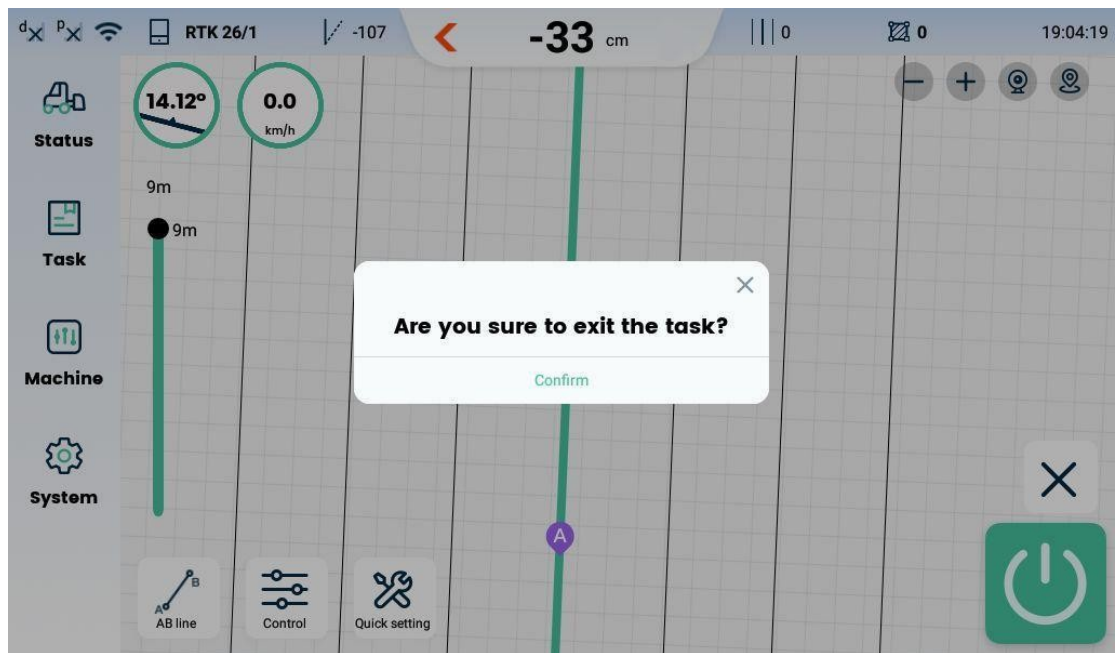 d P RTK 26/1 -107 -33 cm 0 0 19:04:19
14.12° 0.0
km/h
Status
9m
9m
Task
Are you sure to exit the task?
Machine
Confirm
System
A
B
A
AB line Control Quick setting